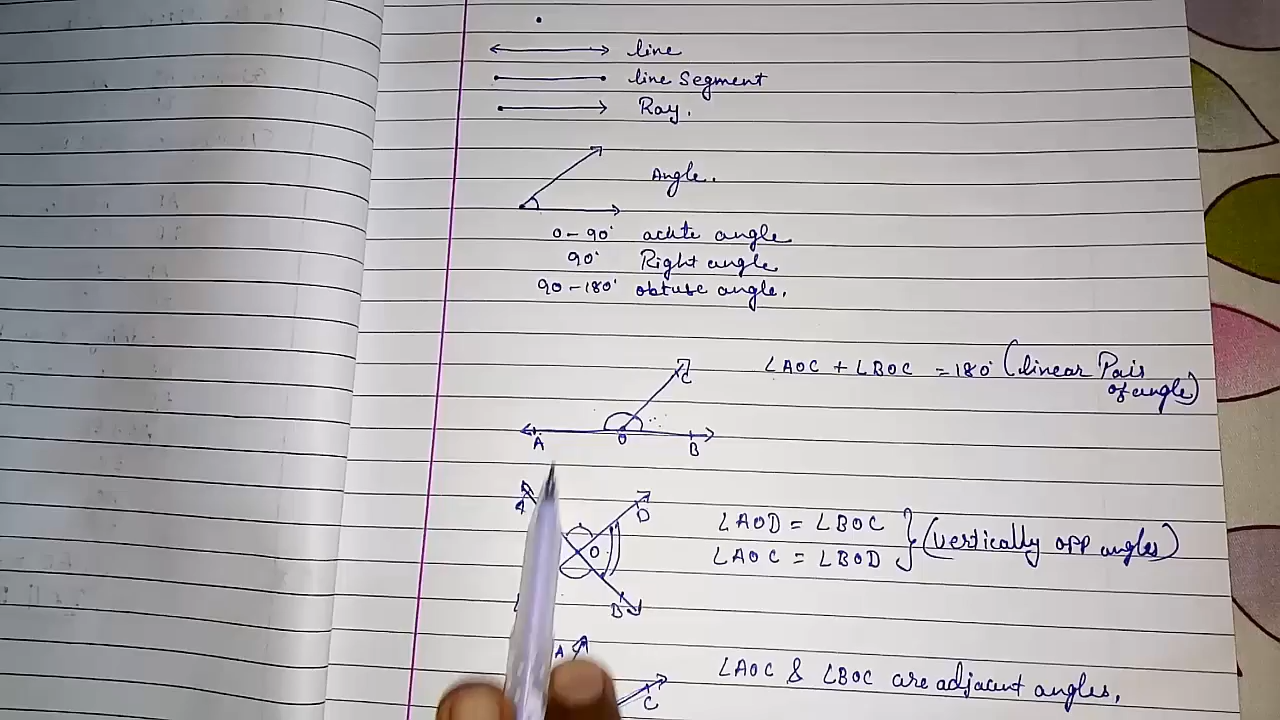 line
line Segment
Ray.
Angle.
0-90° acute angle
90° Right angle
90-180° obtuse angle.
∠AOC + ∠BOC = 180° (linear Pair
of angle)
C
A O B
A D
∠AOD = ∠BOC
O (vertically opp angles)
∠AOC = ∠BOD
B
A
∠AOC & ∠BOC are adjacent angles,
C